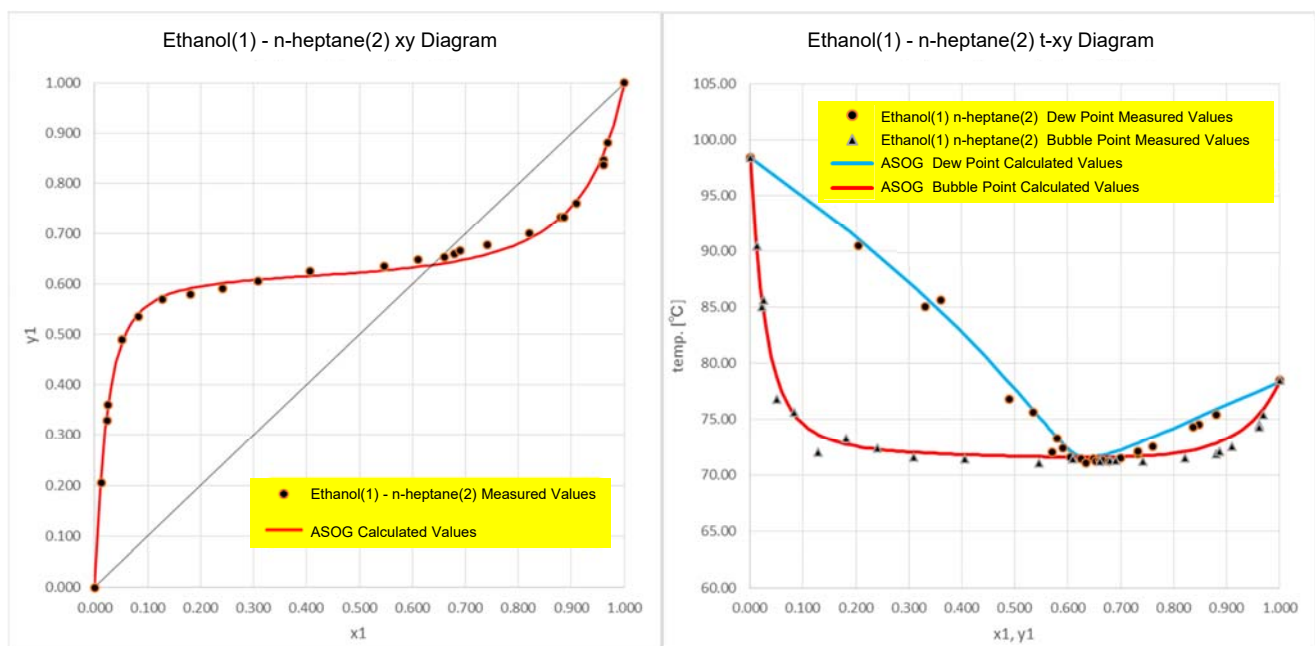 Ethanol(1) - n-heptane(2) xy Diagram
1.000
0.900
0.800
0.700
0.600
0.500
0.400
0.300
0.200
0.100
0.000
y1
Ethanol(1) - n-heptane(2) Measured Values
ASOG Calculated Values
0.000 0.100 0.200 0.300 0.400 0.500 0.600 0.700 0.800 0.900 1.000
x1
Ethanol(1) - n-heptane(2) t-xy Diagram
105.00
100.00
95.00
90.00
85.00
80.00
75.00
70.00
65.00
60.00
temp. [℃]
Ethanol(1) n-heptane(2) Dew Point Measured Values
Ethanol(1) n-heptane(2) Bubble Point Measured Values
ASOG Dew Point Calculated Values
ASOG Bubble Point Calculated Values
0.000 0.100 0.200 0.300 0.400 0.500 0.600 0.700 0.800 0.900 1.000
x1, y1